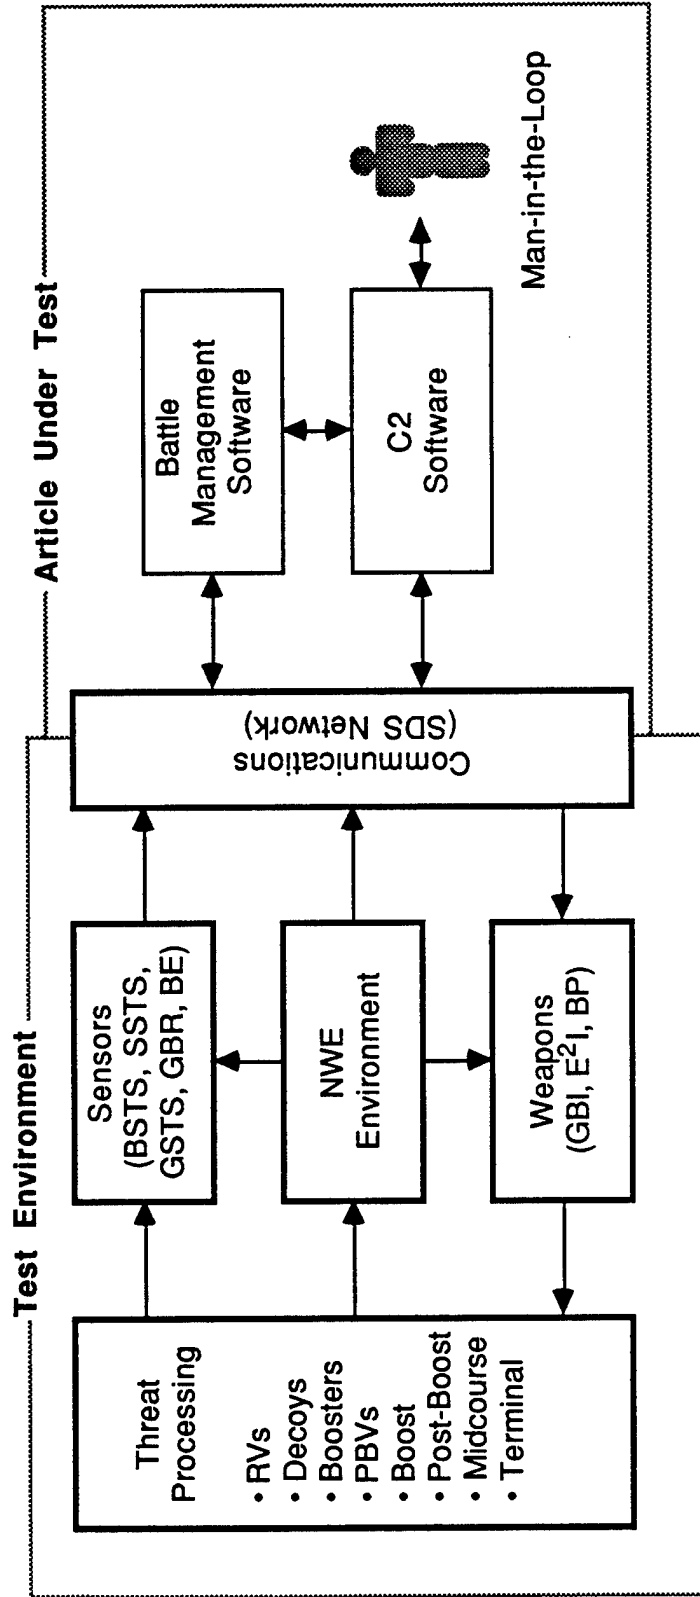 Test Environment
Article Under Test
Threat
Processing
• RVs
• Decoys
• Boosters
• PBVs
• Boost
• Post-Boost
• Midcourse
• Terminal
Sensors
(BSTS, SSTS,
GSTS, GBR, BE)
NWE
Environment
Weapons
(GBI, E²I, BP)
Communications
(SDS Network)
Battle
Management
Software
C2
Software
Man-in-the-Loop